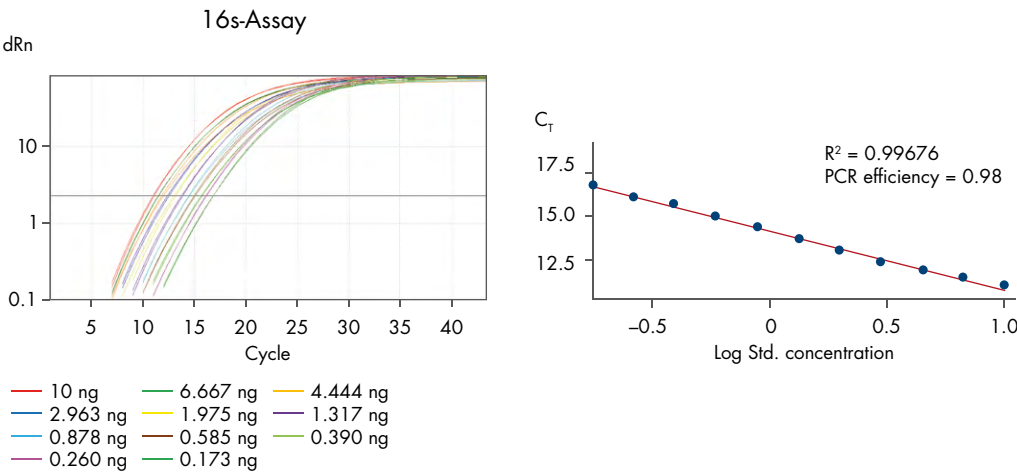 16s-Assay
dRn
10
1
0.1
5 10 15 20 25 30 35 40
Cycle
10 ng 6.667 ng 4.444 ng
2.963 ng 1.975 ng 1.317 ng
0.878 ng 0.585 ng 0.390 ng
0.260 ng 0.173 ng
C_T
R² = 0.99676
PCR efficiency = 0.98
17.5
15.0
12.5
–0.5 0 0.5 1.0
Log Std. concentration